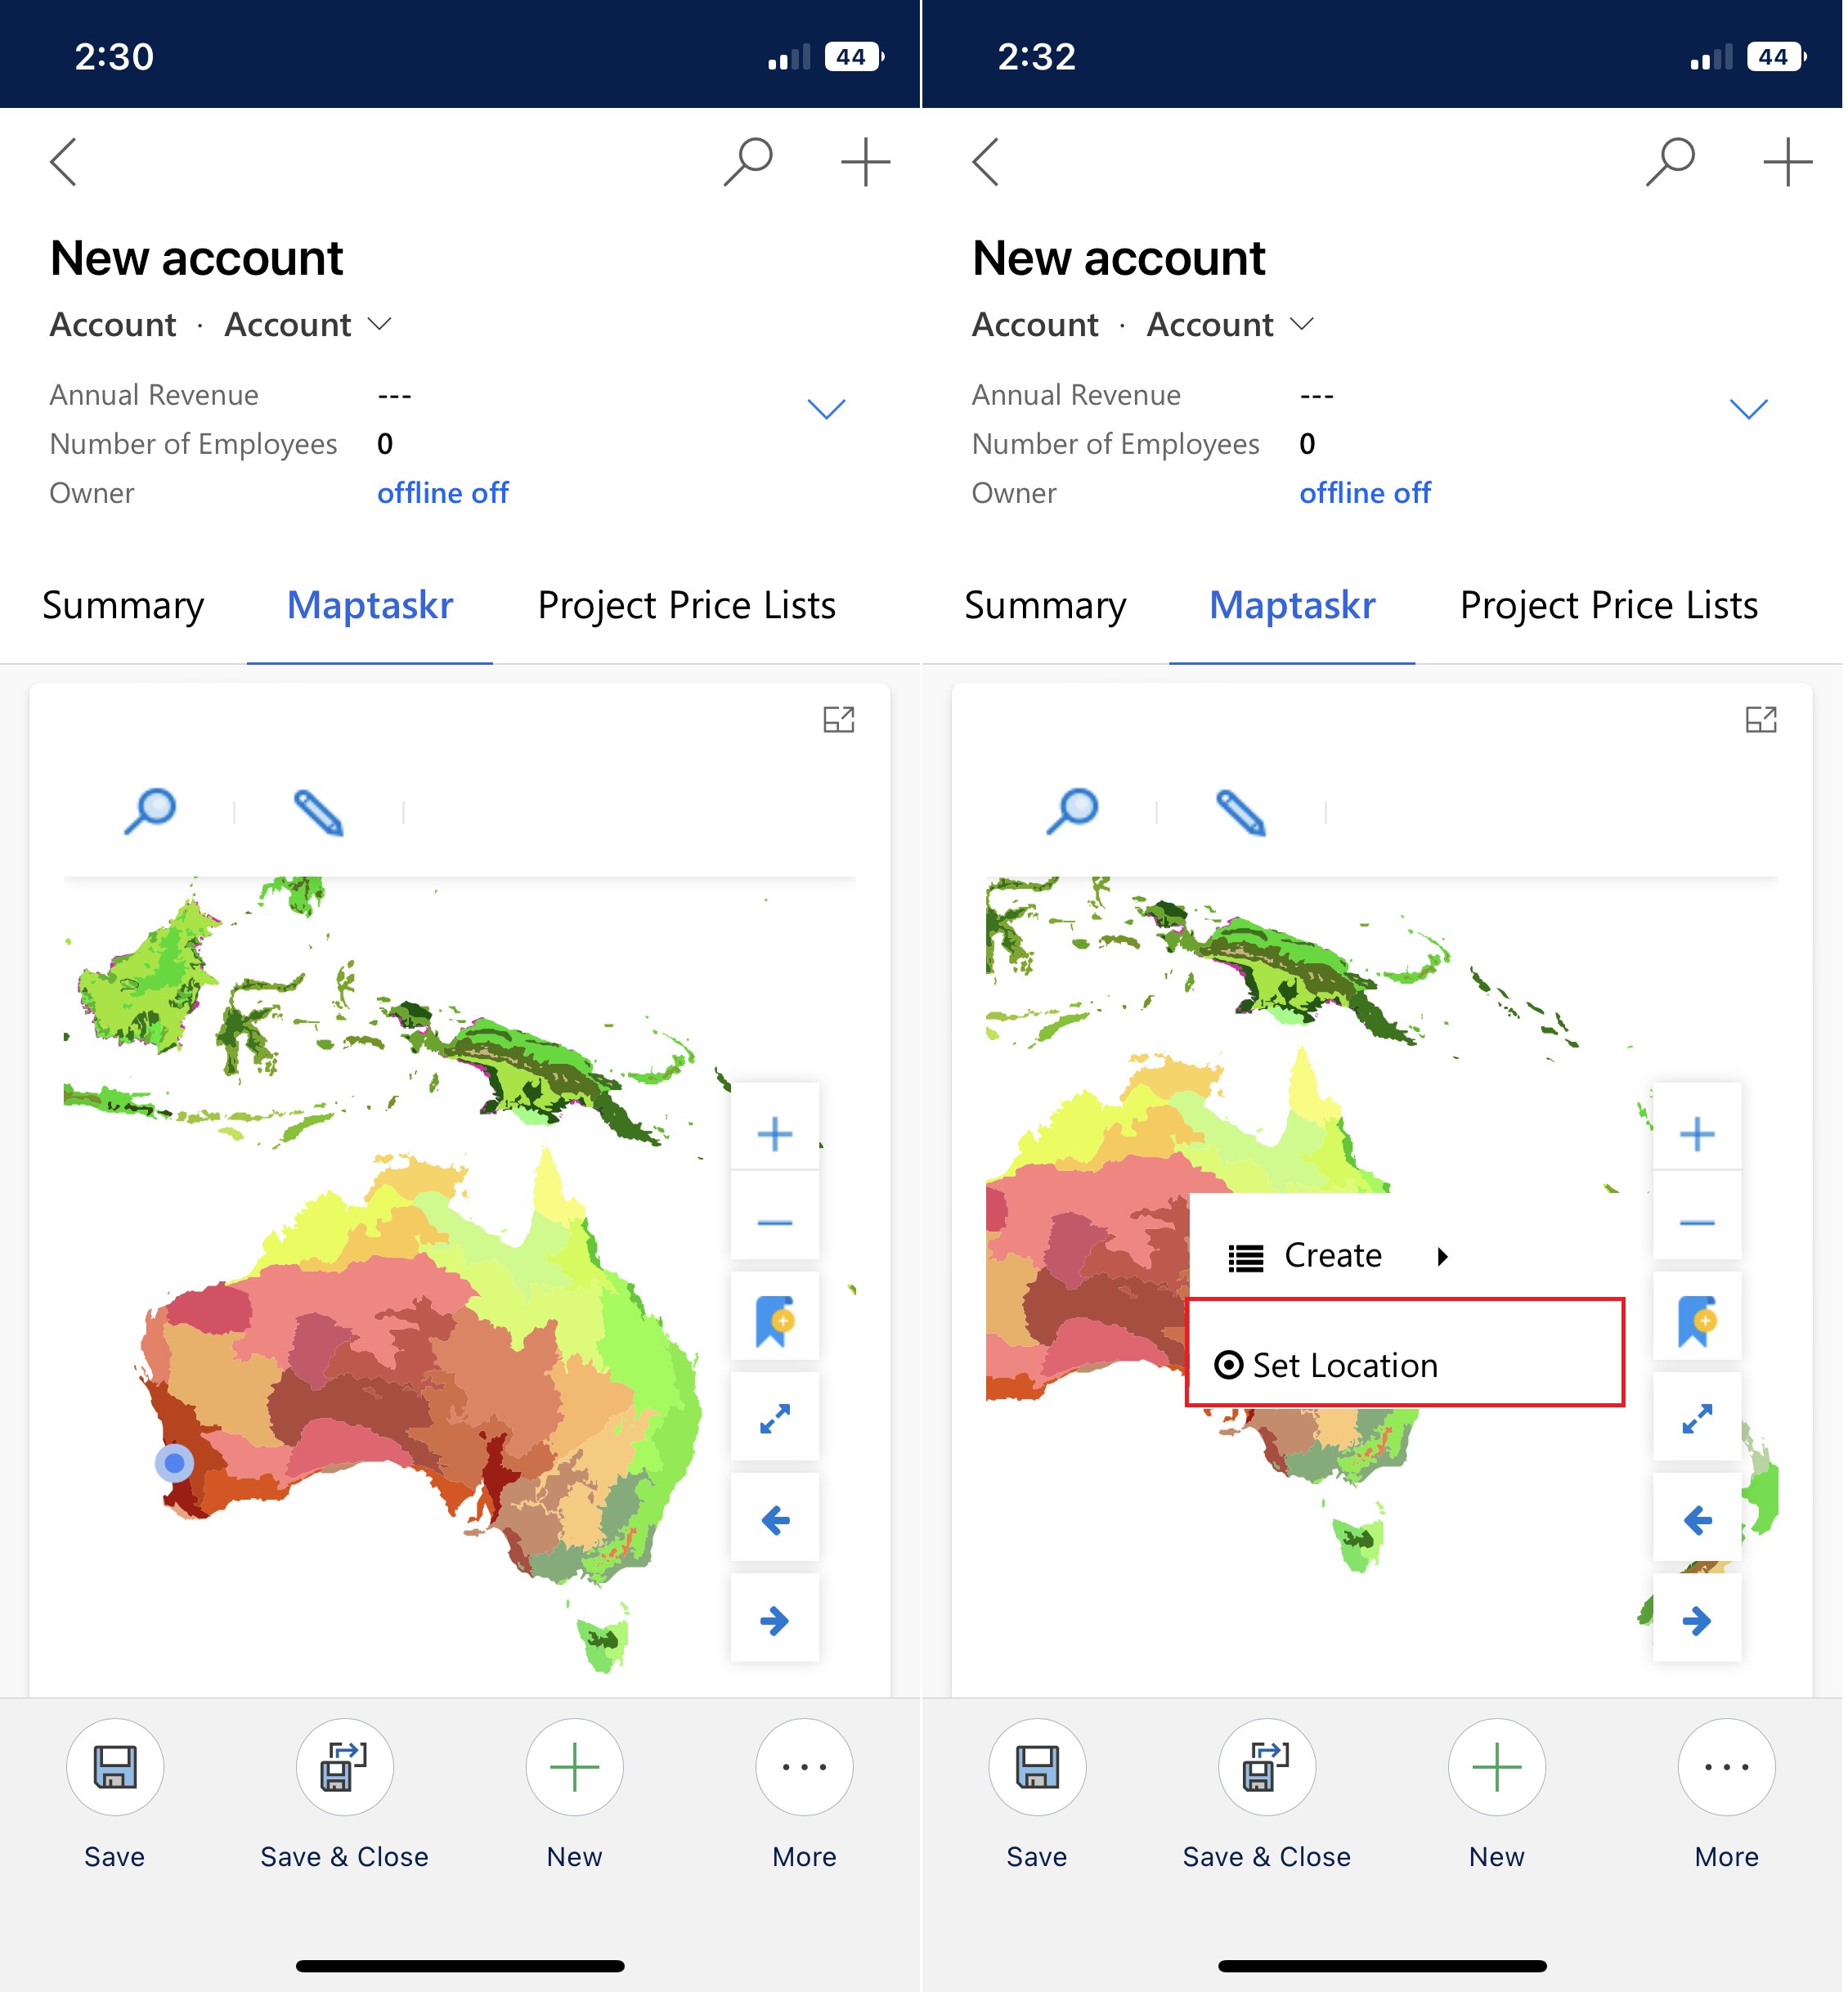 2:30
44
New account
Account · Account
Annual Revenue ---
Number of Employees 0
Owner offline off
Summary Maptaskr Project Price Lists
Save Save & Close New More
2:32
44
New account
Account · Account
Annual Revenue ---
Number of Employees 0
Owner offline off
Summary Maptaskr Project Price Lists
Create
Set Location
Save Save & Close New More